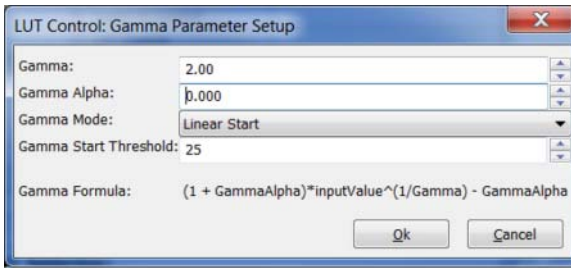 LUT Control: Gamma Parameter Setup
Gamma: 2.00
Gamma Alpha: 0.000
Gamma Mode: Linear Start
Gamma Start Threshold: 25
Gamma Formula: (1 + GammaAlpha)*inputValue^(1/Gamma) - GammaAlpha
Ok Cancel